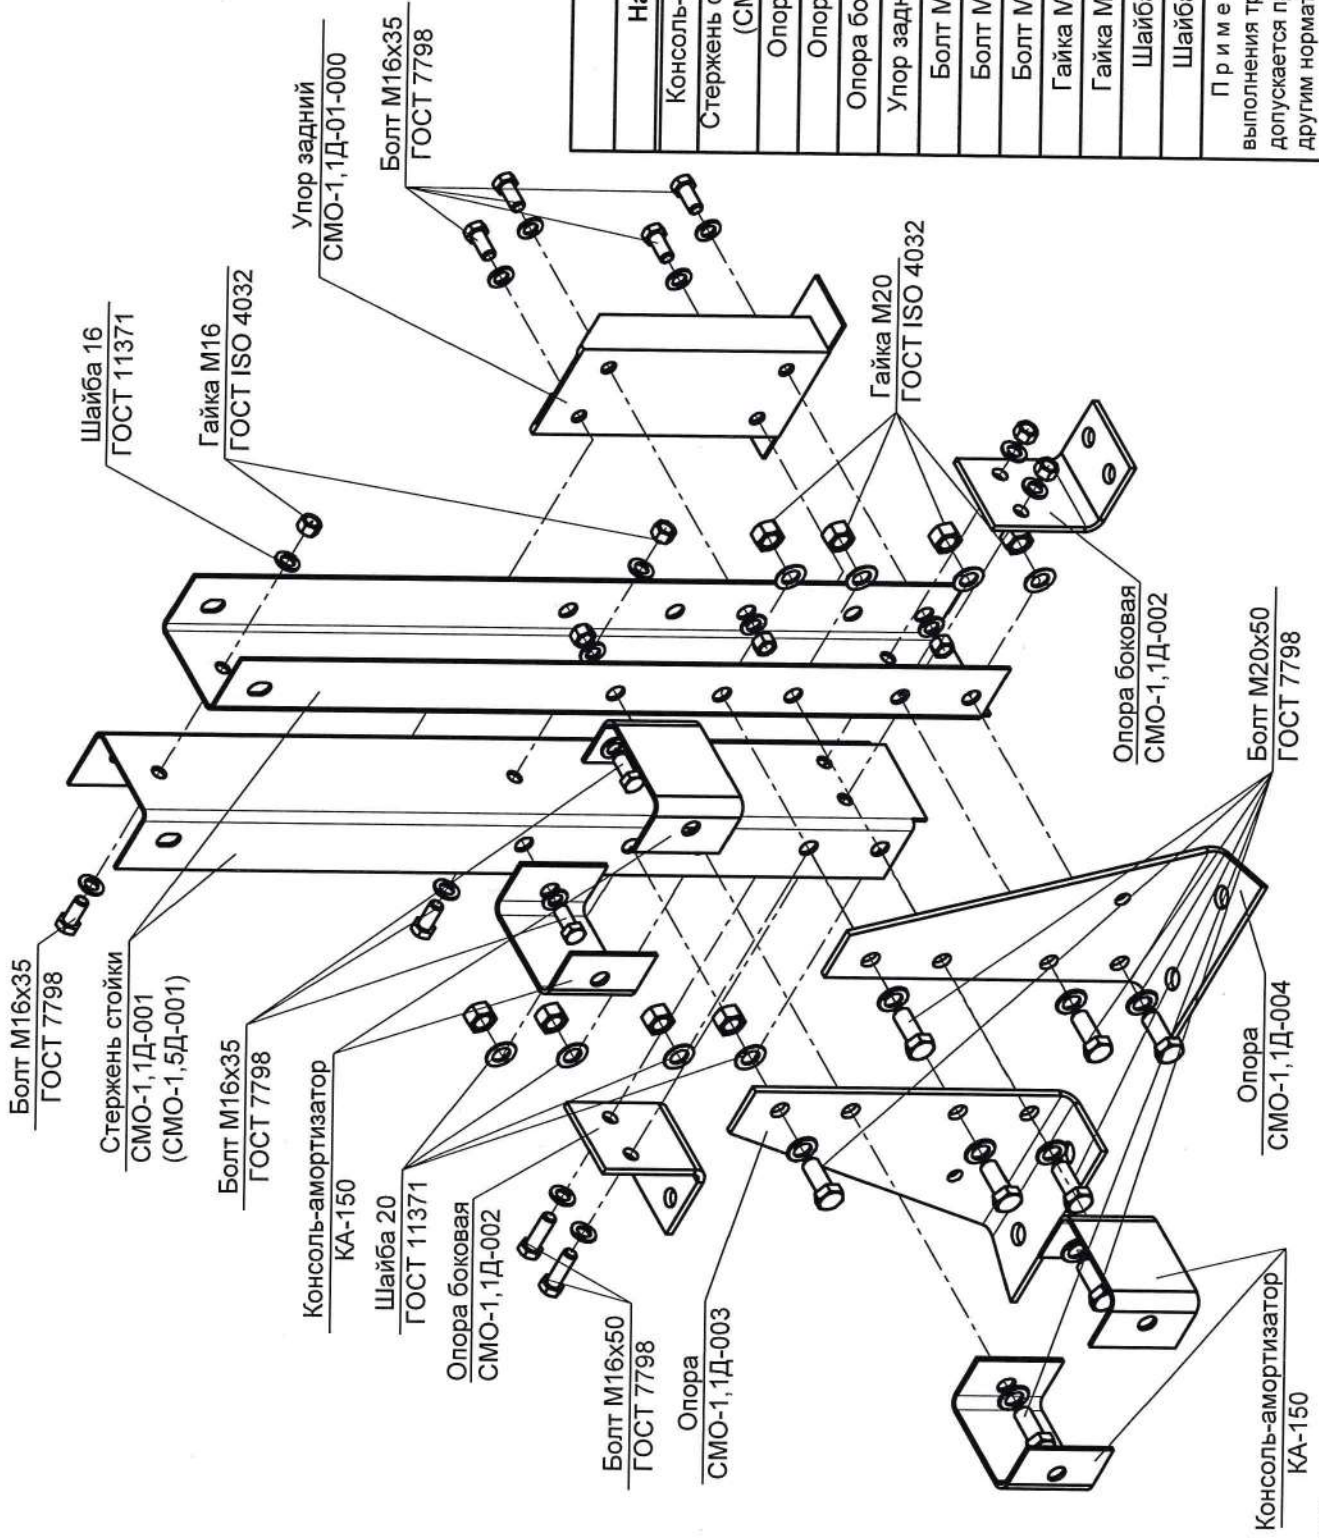 Болт М16х35
ГОСТ 7798
Стержень стойки
СМО-1,1Д-001
(СМО-1,5Д-001)
Болт М16х35
ГОСТ 7798
Консоль-амортизатор
КА-150
Шайба 20
ГОСТ 11371
Опора боковая
СМО-1,1Д-002
Болт М16х50
ГОСТ 7798
Опора
СМО-1,1Д-003
Консоль-амортизатор
КА-150
Шайба 16
ГОСТ 11371
Гайка М16
ГОСТ ISO 4032
Упор задний
СМО-1,1Д-01-000
Болт М16х35
ГОСТ 7798
Гайка М20
ГОСТ ISO 4032
Опора боковая
СМО-1,1Д-002
Болт М20х50
ГОСТ 7798
Опора
СМО-1,1Д-004
На
Консоль-
Стержень с
(СМ
Опор
Опор
Опора бо
Упор задн
Болт М
Болт М
Болт М
Гайка М
Гайка М
Шайба
Шайба
Приме
выполнения тр
допускается п
другим нормат